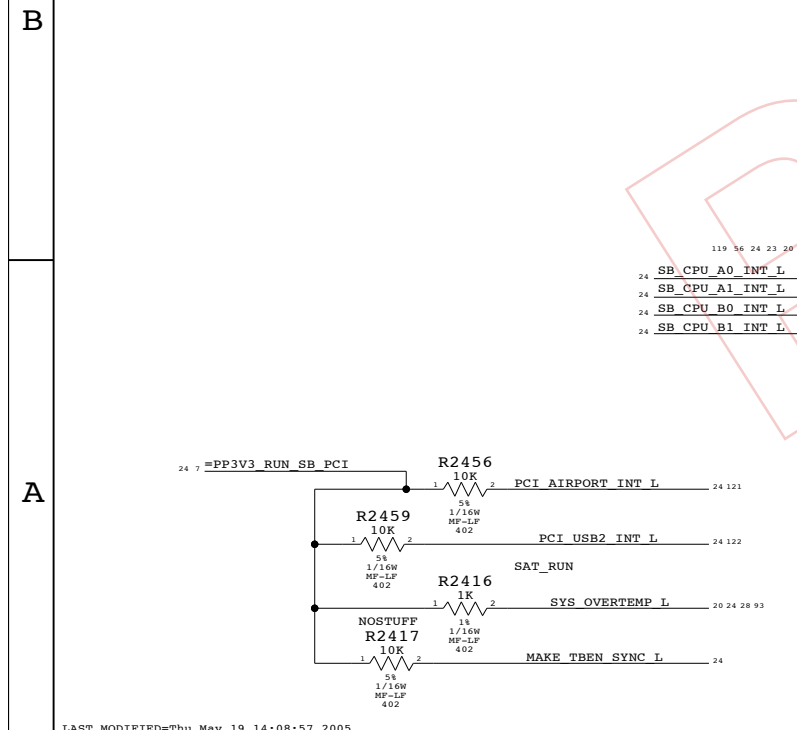 B
119 56 24 23 20
24 SB_CPU_A0_INT_L
24 SB_CPU_A1_INT_L
24 SB_CPU_B0_INT_L
24 SB_CPU_B1_INT_L
A
24 7 =PP3V3_RUN_SB_PCI
R2456
10K
1 2 PCI_AIRPORT_INT_L 24 121
5%
1/16W
MF-LF
402
R2459
10K
1 2 PCI_USB2_INT_L 24 122
5%
1/16W
MF-LF
402
SAT_RUN
R2416
1K
1 2 SYS_OVERTEMP_L 20 24 28 93
1%
1/16W
MF-LF
402
NOSTUFF
R2417
10K
1 2 MAKE_TBEN_SYNC_L 24
5%
1/16W
MF-LF
402
LAST_MODIFIED=Thu May 19 14:08:57 2005